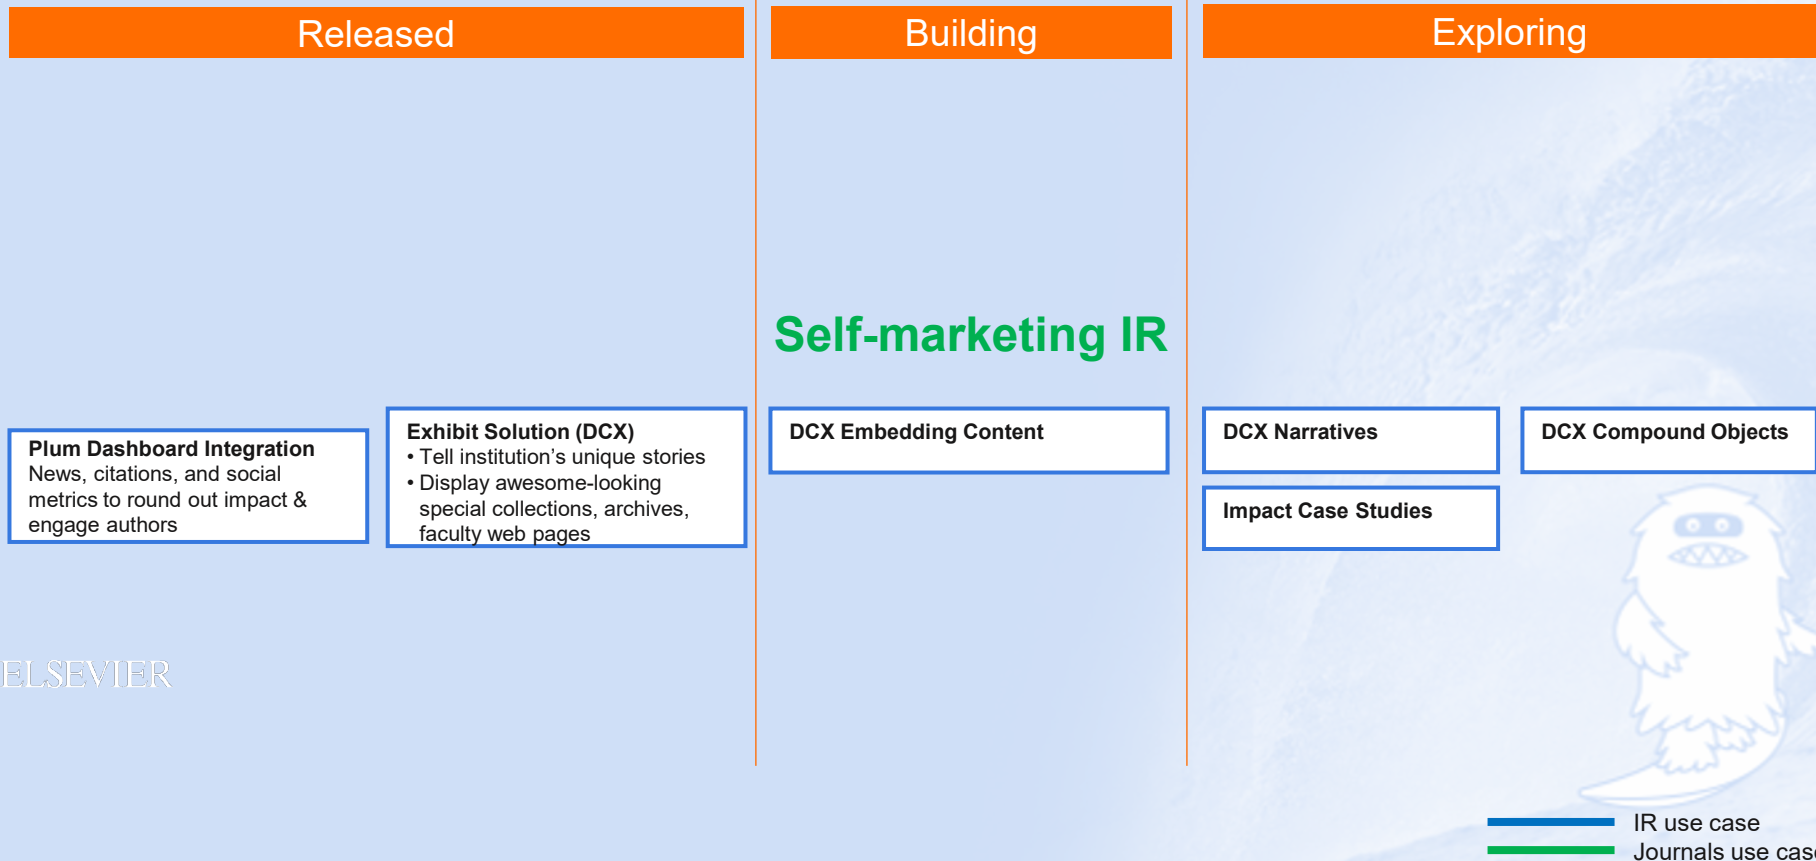 Released
Building
Exploring
Self-marketing IR
Plum Dashboard Integration
News, citations, and social
metrics to round out impact &
engage authors
Exhibit Solution (DCX)
• Tell institution's unique stories
• Display awesome-looking
special collections, archives,
faculty web pages
DCX Embedding Content
DCX Narratives
DCX Compound Objects
Impact Case Studies
ELSEVIER
IR use case
Journals use case